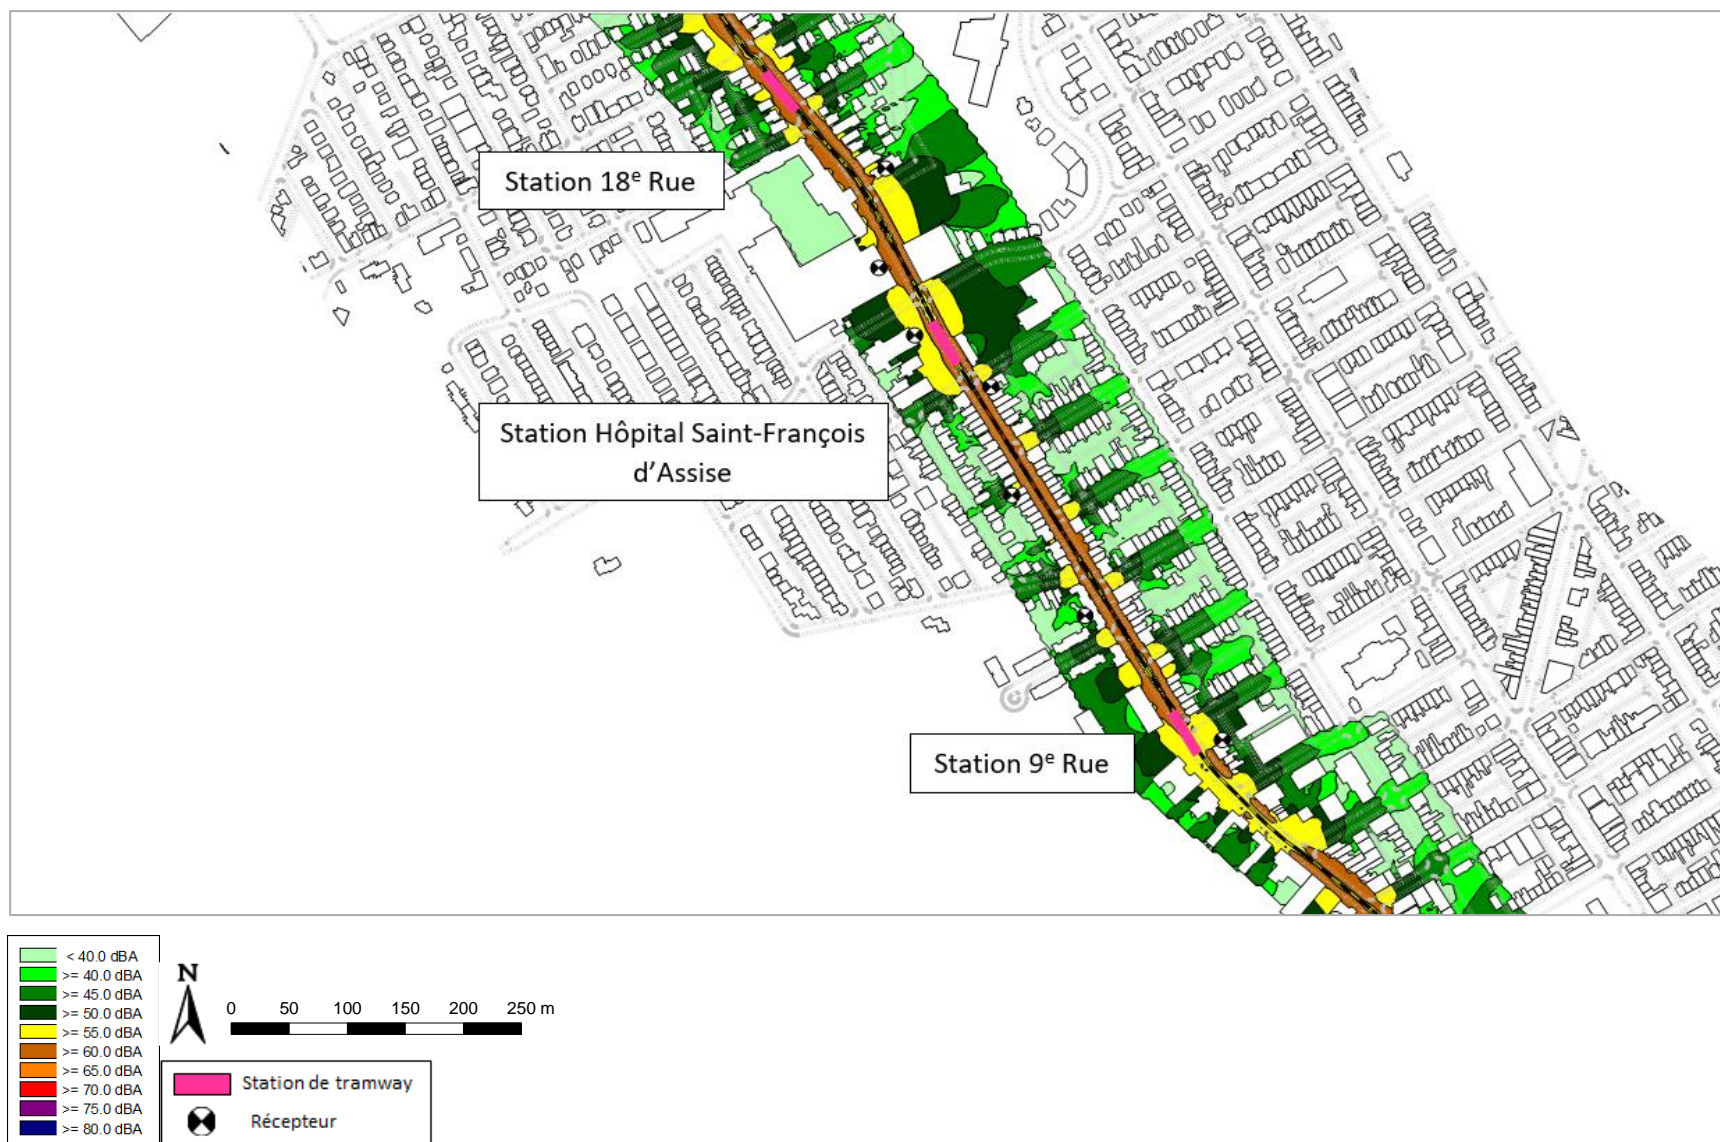 Station 18e Rue
Station Hôpital Saint-François
d'Assise
Station 9e Rue
< 40.0 dBA
>= 40.0 dBA
>= 45.0 dBA
>= 50.0 dBA
>= 55.0 dBA
>= 60.0 dBA
>= 65.0 dBA
>= 70.0 dBA
>= 75.0 dBA
>= 80.0 dBA
N
0 50 100 150 200 250 m
Station de tramway
Récepteur